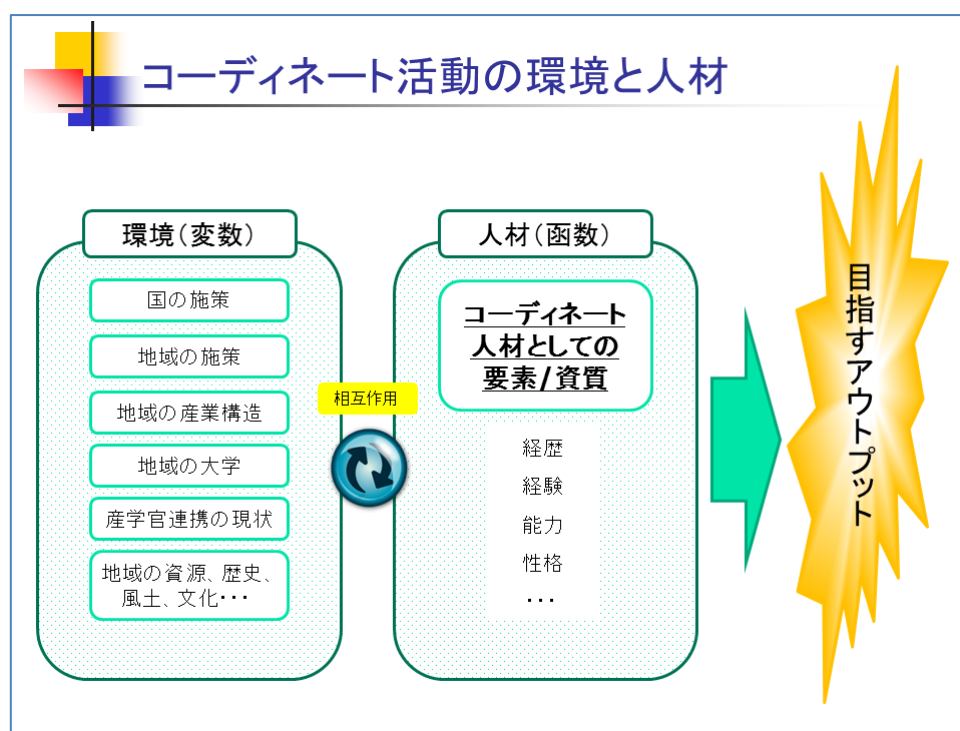 コーディネート活動の環境と人材
環境（変数）
国の施策
地域の施策
地域の産業構造
地域の大学
産学官連携の現状
地域の資源、歴史、
風土、文化・・・
相互作用
人材（函数）
コーディネート
人材としての
要素/資質
経歴
経験
能力
性格
・・・
目指すアウトプット